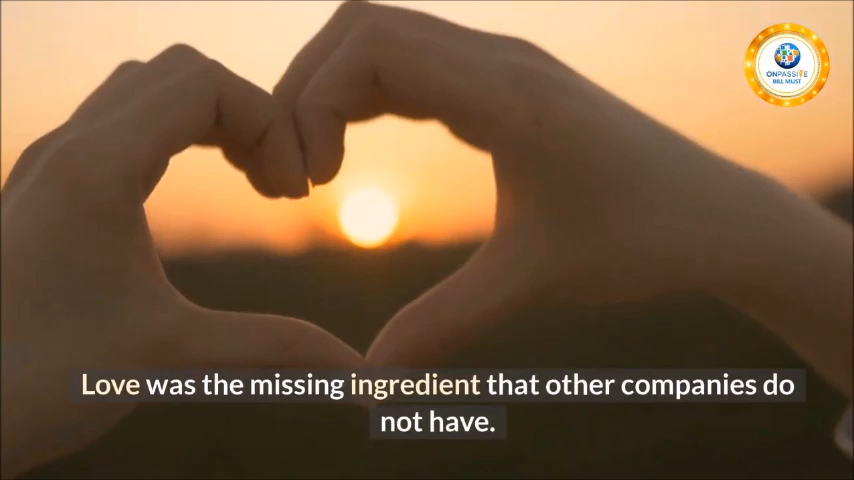 ONPASSIVE
BILL MUST
Love was the missing ingredient that other companies do
not have.